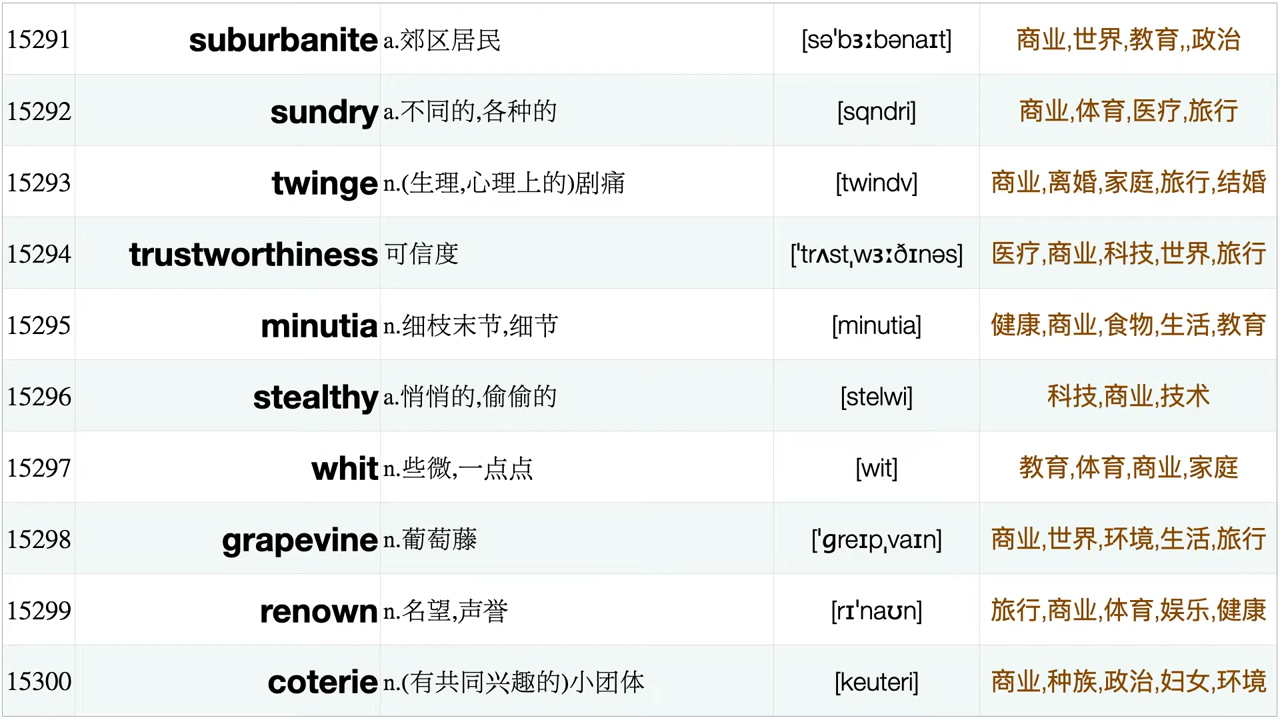 15291 suburbanite a.郊区居民 [səˈbɜːbənaɪt] 商业,世界,教育,,政治
15292 sundry a.不同的,各种的 [sqndri] 商业,体育,医疗,旅行
15293 twinge n.(生理,心理上的)剧痛 [twindv] 商业,离婚,家庭,旅行,结婚
15294 trustworthiness 可信度 [ˈtrʌstˌwɜːðɪnəs] 医疗,商业,科技,世界,旅行
15295 minutia n.细枝末节,细节 [minutia] 健康,商业,食物,生活,教育
15296 stealthy a.悄悄的,偷偷的 [stelwi] 科技,商业,技术
15297 whit n.些微,一点点 [wit] 教育,体育,商业,家庭
15298 grapevine n.葡萄藤 [ˈɡreɪpˌvaɪn] 商业,世界,环境,生活,旅行
15299 renown n.名望,声誉 [rɪˈnaʊn] 旅行,商业,体育,娱乐,健康
15300 coterie n.(有共同兴趣的)小团体 [keuteri] 商业,种族,政治,妇女,环境